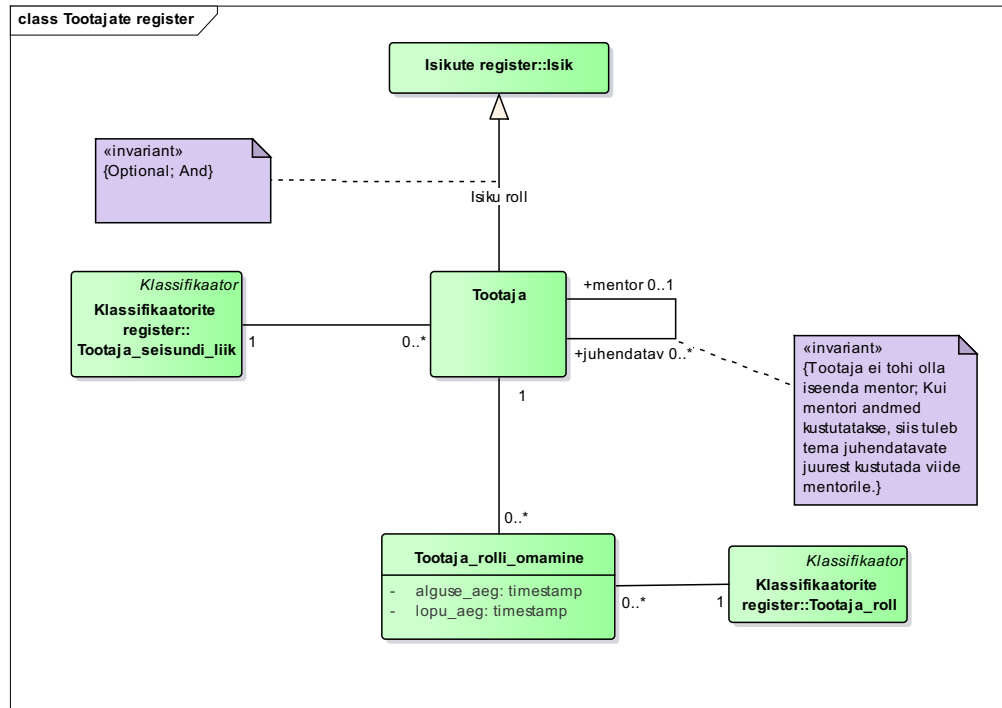 class Tootajate register
Isikute register::Isik
«invariant»
{Optional; And}
Isiku roll
Klassifikaator
Klassifikaatorite
register::
Tootaja_seisundi_liik
1
0..*
Tootaja
+mentor 0..1
+juhendatav 0..*
«invariant»
{Tootaja ei tohi olla
iseenda mentor; Kui
mentori andmed
kustutatakse, siis tuleb
tema juhendatavate
juurest kustutada viide
mentorile.}
1
0..*
Tootaja_rolli_omamine
- alguse_aeg: timestamp
- lopu_aeg: timestamp
0..*
1
Klassifikaator
Klassifikaatorite
register::Tootaja_roll